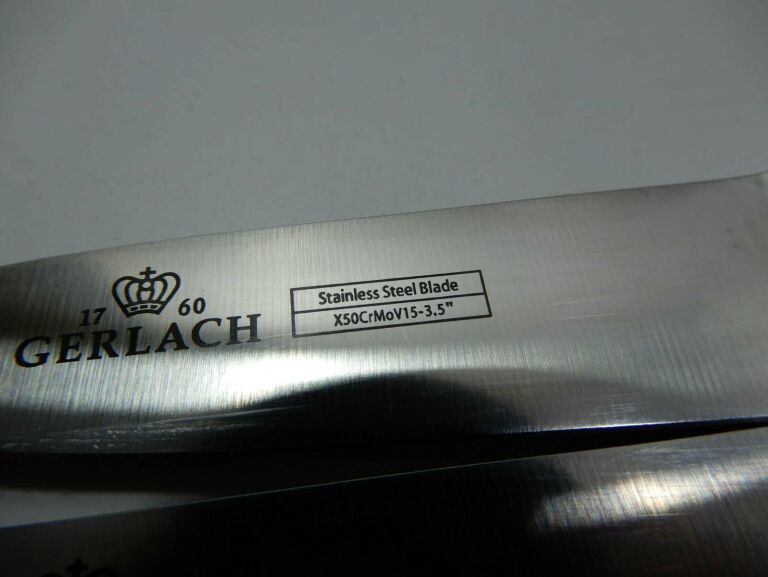 17 60
GERLACH
Stainless Steel Blade
X50CrMoV15-3.5"